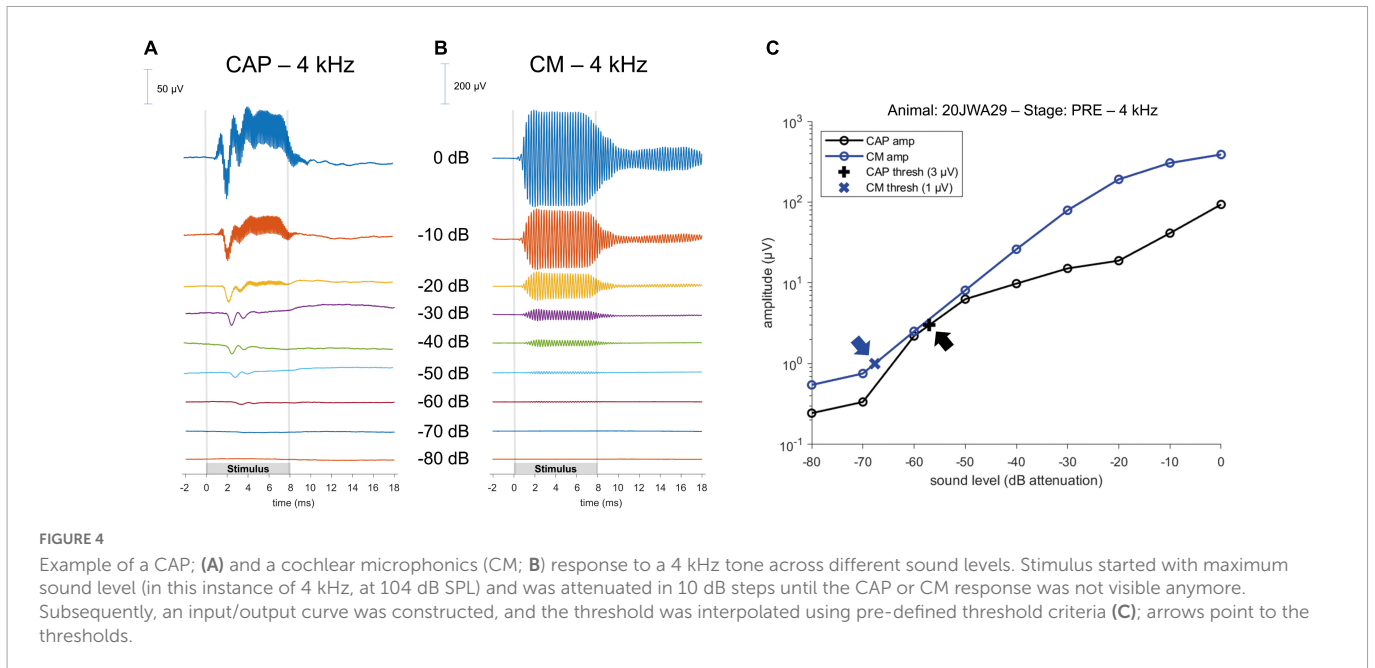 A
CAP – 4 kHz
50 µV
B
CM – 4 kHz
200 µV
0 dB
-10 dB
-20 dB
-30 dB
-40 dB
-50 dB
-60 dB
-70 dB
-80 dB
Stimulus
-2 0 2 4 6 8 10 12 14 16 18
time (ms)
Stimulus
-2 0 2 4 6 8 10 12 14 16 18
time (ms)
C
Animal: 20JWA29 – Stage: PRE – 4 kHz
CAP amp
CM amp
CAP thresh (3 µV)
CM thresh (1 µV)
10³
10²
10¹
10⁰
10⁻¹
amplitude (µV)
-80 -70 -60 -50 -40 -30 -20 -10 0
sound level (dB attenuation)
FIGURE 4
Example of a CAP; (A) and a cochlear microphonics (CM; B) response to a 4 kHz tone across different sound levels. Stimulus started with maximum
sound level (in this instance of 4 kHz, at 104 dB SPL) and was attenuated in 10 dB steps until the CAP or CM response was not visible anymore.
Subsequently, an input/output curve was constructed, and the threshold was interpolated using pre-defined threshold criteria (C); arrows point to the
thresholds.